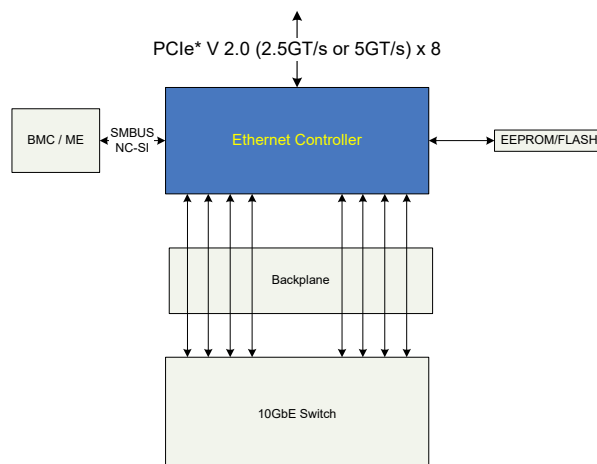 PCIe* V 2.0 (2.5GT/s or 5GT/s) x 8
BMC / ME
SMBUS
NC-SI
Ethernet Controller
EEPROM/FLASH
Backplane
10GbE Switch